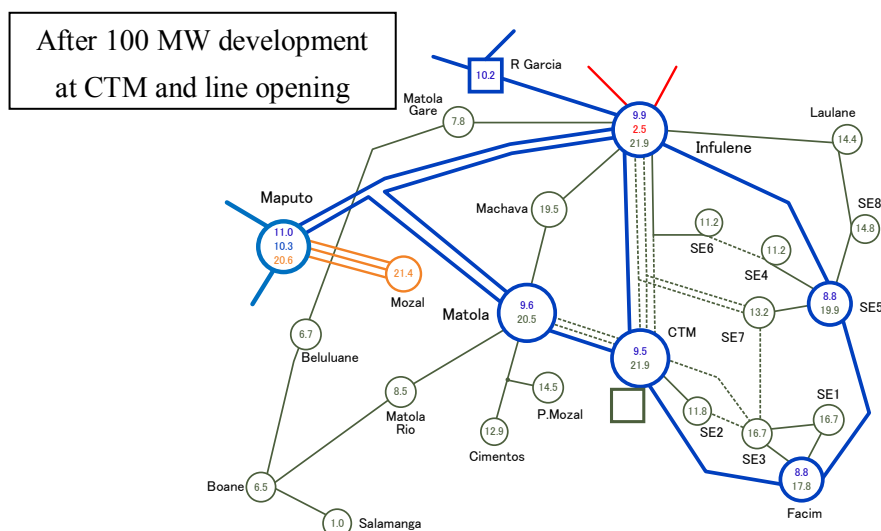 After 100 MW development
at CTM and line opening
10.2
R Garcia
Matola
Gare
7.8
9.9
2.5
21.9
Infulene
Laulane
14.4
Maputo
Machava
19.5
11.2
SE6
SE8
14.8
11.2
SE4
11.0
10.3
20.6
21.4
Mozal
Matola
9.6
20.5
8.8
19.9
SE5
13.2
SE7
CTM
9.5
21.9
6.7
Beluluane
8.5
Matola
Rio
14.5
P.Mozal
12.9
Cimentos
11.8
SE2
SE1
16.7
16.7
SE3
8.8
17.8
Facim
Boane
6.5
1.0
Salamanga